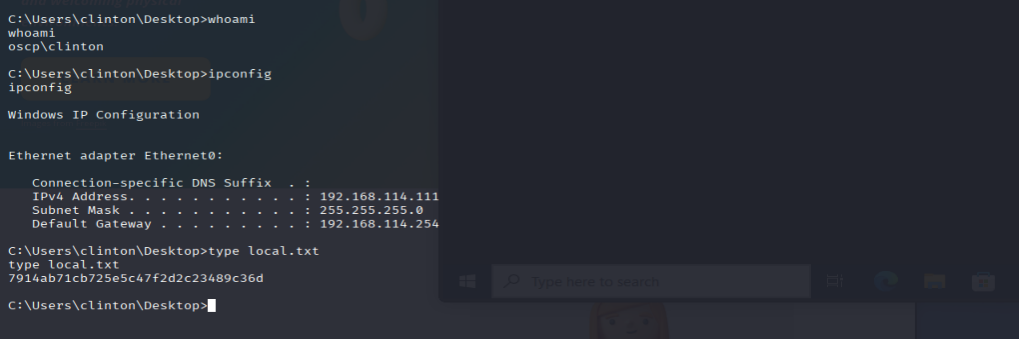 and welcoming physical
C:\Users\clinton\Desktop>whoami
whoami
oscp\clinton
C:\Users\clinton\Desktop>ipconfig
ipconfig
Windows IP Configuration
Ethernet adapter Ethernet0:
Connection-specific DNS Suffix  . :
IPv4 Address. . . . . . . . . . . : 192.168.114.111
Subnet Mask . . . . . . . . . . . : 255.255.255.0
Default Gateway . . . . . . . . . : 192.168.114.254
C:\Users\clinton\Desktop>type local.txt
type local.txt
7914ab71cb725e5c47f2d2c23489c36d
Type here to search
C:\Users\clinton\Desktop>